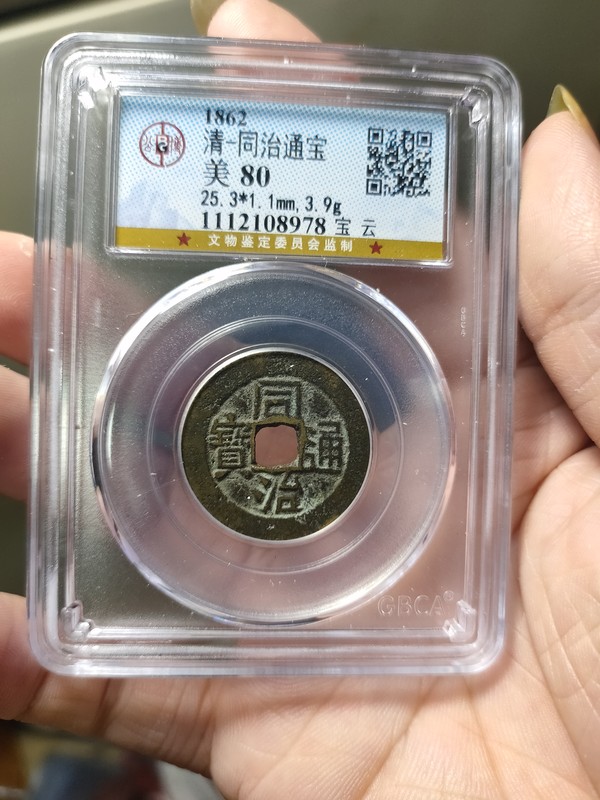 1862
清-同治通宝
美 80
25.3*1.1mm,3.9g
1112108978 宝云
★ 文物鉴定委员会监制 ★
同治通寶
GBCA®